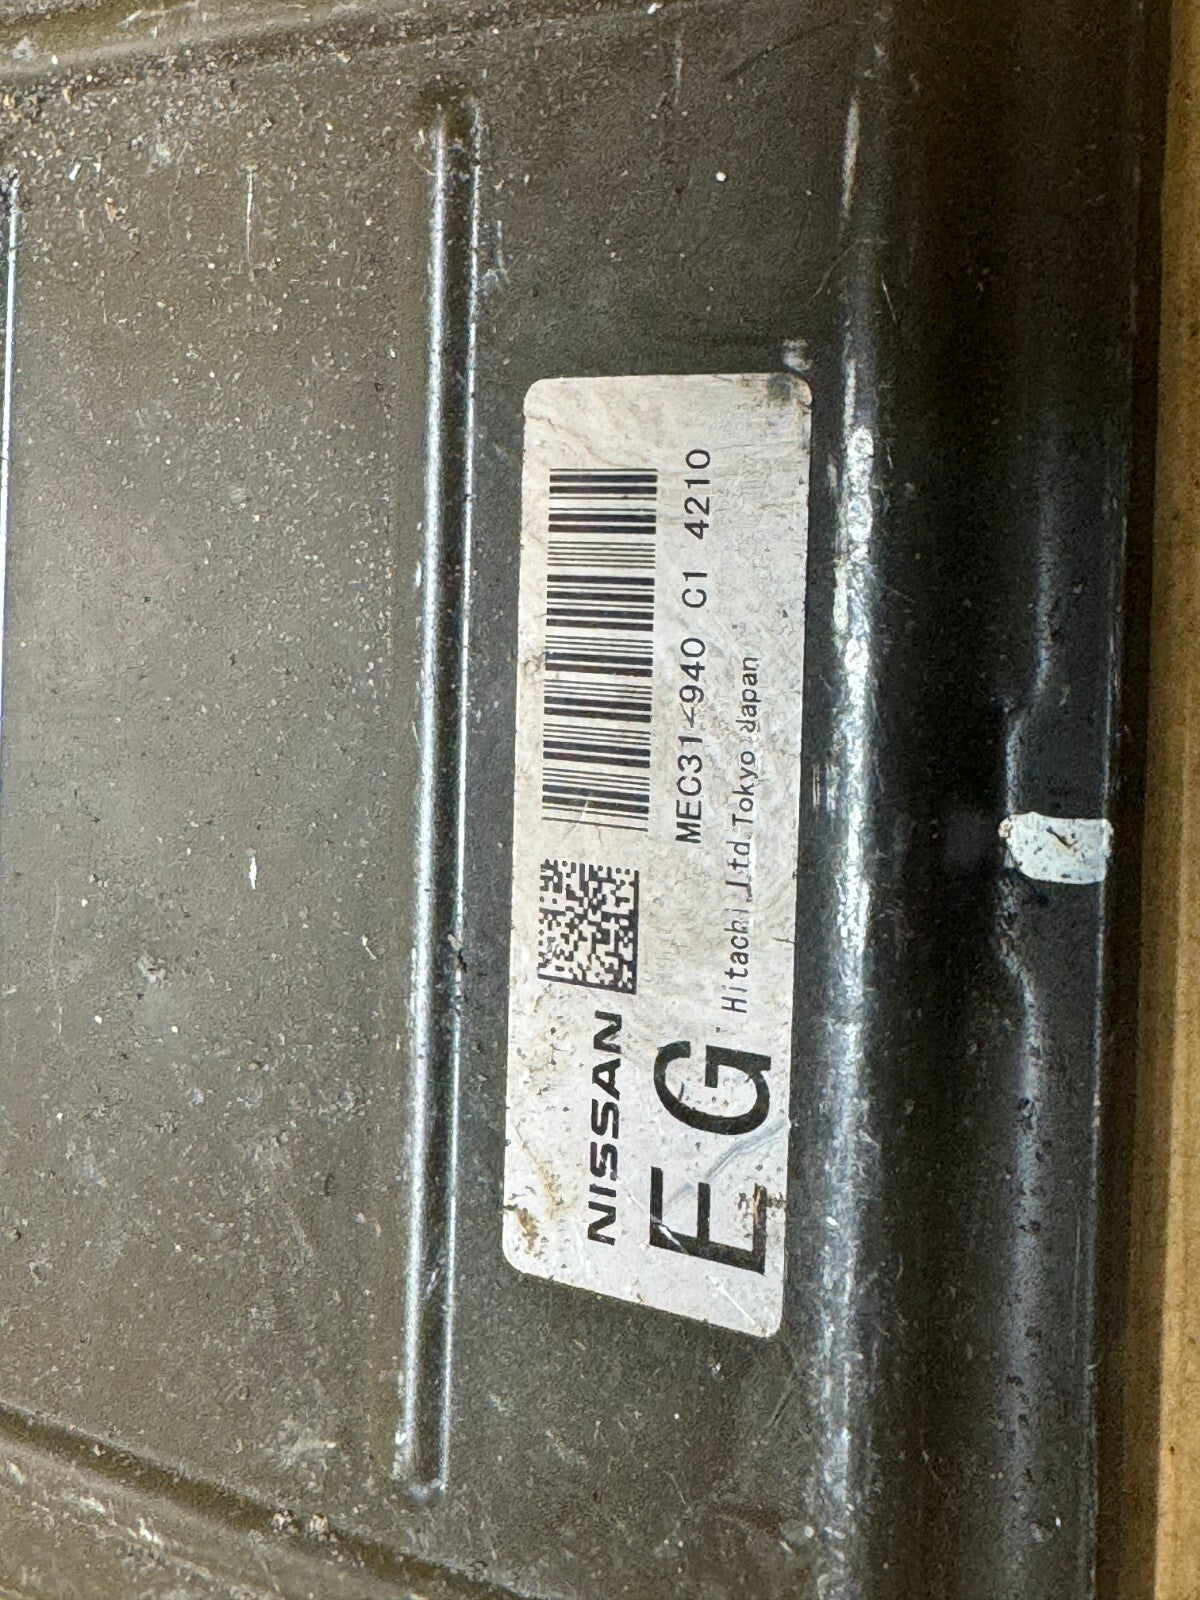 NISSAN
EG
MEC31-940 C1 4210
Hitachi,Ltd.Tokyo Japan